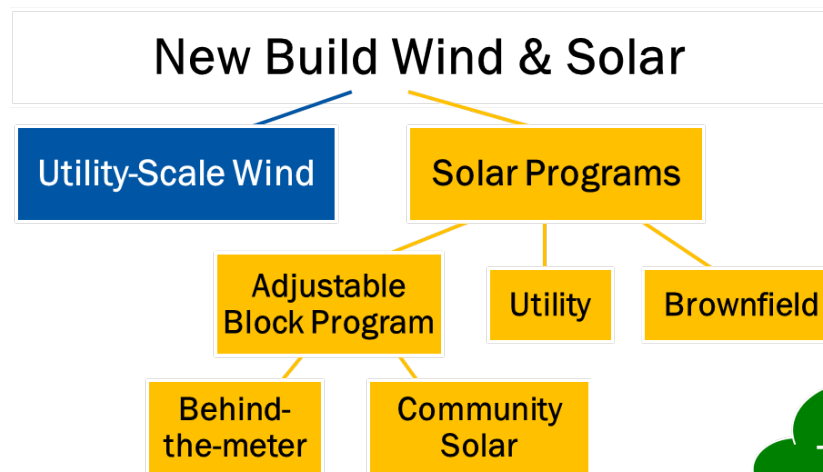 New Build Wind & Solar
Utility-Scale Wind
Solar Programs
Adjustable
Block Program
Utility
Brownfield
Behind-
the-meter
Community
Solar